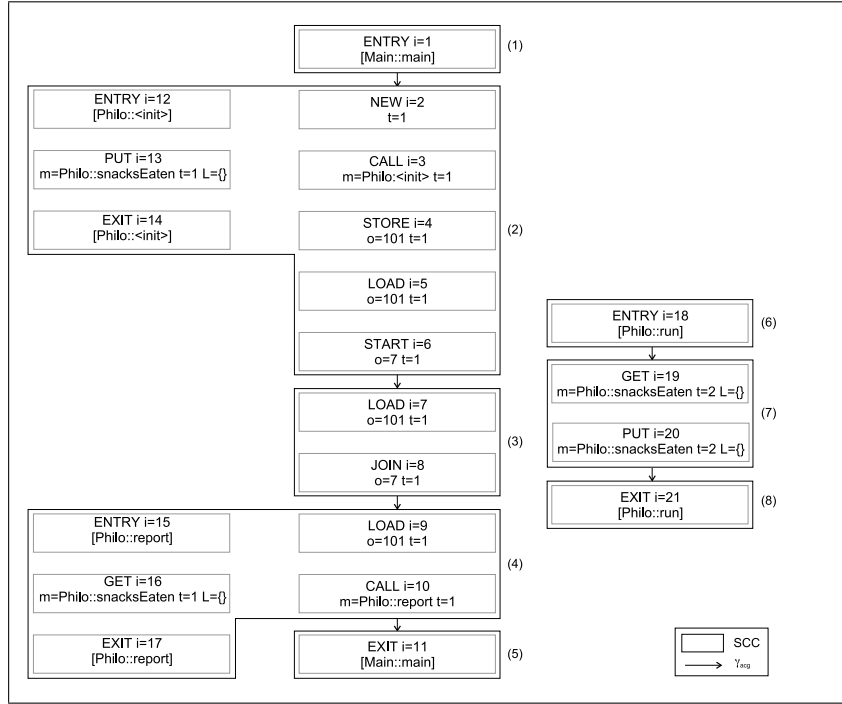 ENTRY i=1
[Main::main]
(1)
ENTRY i=12
[Philo::<init>]
NEW i=2
t=1
PUT i=13
m=Philo::snacksEaten t=1 L={}
CALL i=3
m=Philo:<init> t=1
EXIT i=14
[Philo::<init>]
STORE i=4
o=101 t=1
(2)
LOAD i=5
o=101 t=1
START i=6
o=7 t=1
LOAD i=7
o=101 t=1
(3)
JOIN i=8
o=7 t=1
ENTRY i=15
[Philo::report]
LOAD i=9
o=101 t=1
(4)
GET i=16
m=Philo::snacksEaten t=1 L={}
CALL i=10
m=Philo::report t=1
EXIT i=17
[Philo::report]
EXIT i=11
[Main::main]
(5)
ENTRY i=18
[Philo::run]
(6)
GET i=19
m=Philo::snacksEaten t=2 L={}
(7)
PUT i=20
m=Philo::snacksEaten t=2 L={}
EXIT i=21
[Philo::run]
(8)
SCC
γacg